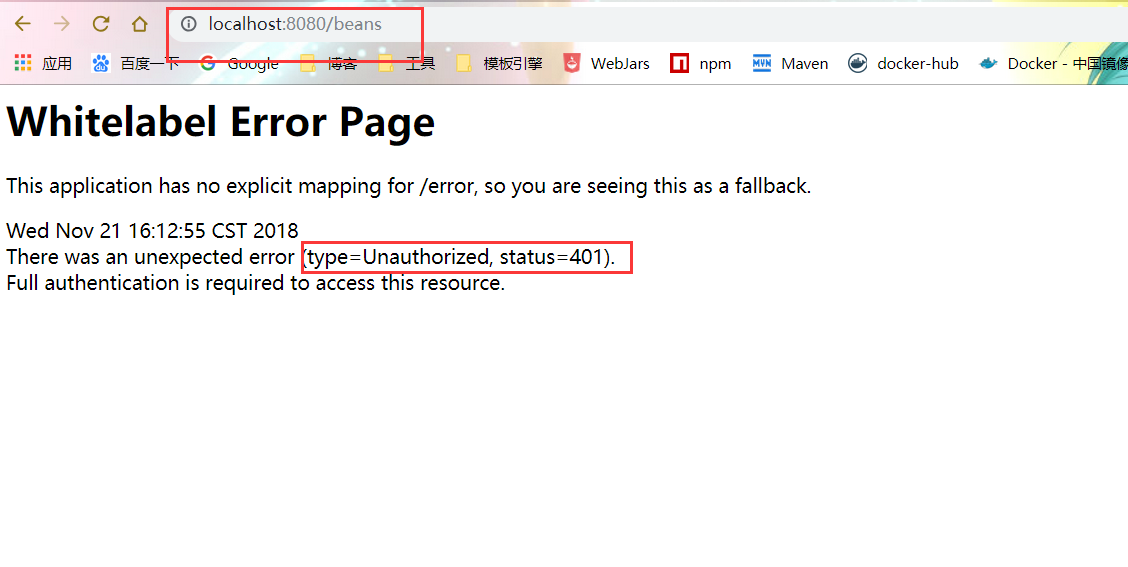 localhost:8080/beans
应用 百度一下 Google 博客 工具 模板引擎 WebJars npm Maven docker-hub Docker - 中国镜像
Whitelabel Error Page
This application has no explicit mapping for /error, so you are seeing this as a fallback.
Wed Nov 21 16:12:55 CST 2018
There was an unexpected error (type=Unauthorized, status=401).
Full authentication is required to access this resource.